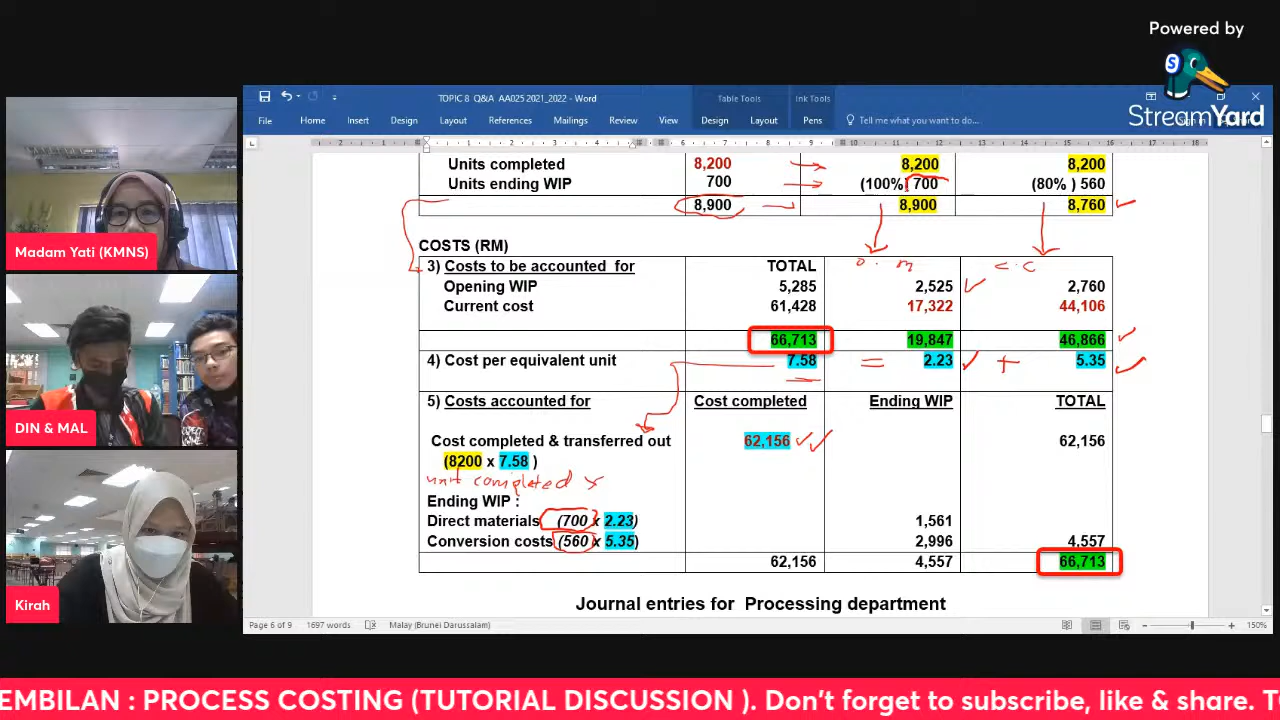 Powered by
StreamYard
TOPIC 8 Q&A AA025 2021_2022 - Word
Table Tools
Ink Tools
File Home Insert Design Layout References Mailings Review View Design Layout Pens Tell me what you want to do...
Units completed 8,200 8,200 8,200
Units ending WIP 700 (100%) 700 (80% ) 560
8,900 8,900 8,760
COSTS (RM)
D.M C.C
3) Costs to be accounted for TOTAL
Opening WIP 5,285 2,525 2,760
Current cost 61,428 17,322 44,106
66,713 19,847 46,866
4) Cost per equivalent unit 7.58 = 2.23 + 5.35
5) Costs accounted for Cost completed Ending WIP TOTAL
Cost completed & transferred out 62,156 62,156
(8200 x 7.58 )
unit completed x
Ending WIP :
Direct materials (700 x 2.23) 1,561
Conversion costs (560 x 5.35) 2,996 4,557
62,156 4,557 66,713
Journal entries for Processing department
Page 6 of 9 1697 words Malay (Brunei Darussalam) 150%
Madam Yati (KMNS)
DIN & MAL
Kirah
EMBILAN : PROCESS COSTING (TUTORIAL DISCUSSION ). Don't forget to subscribe, like & share. T